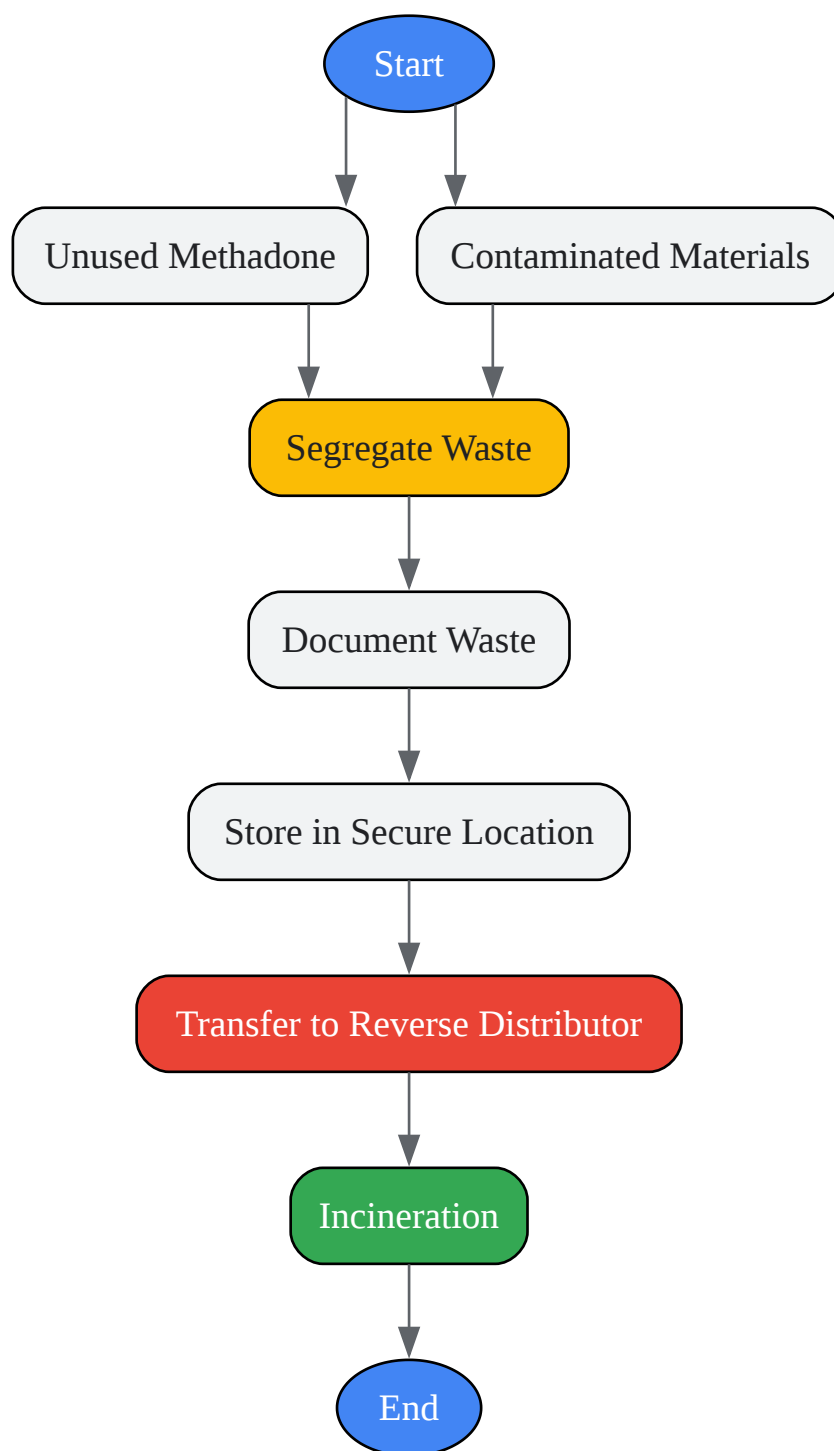 Start
Unused Methadone
Contaminated Materials
Segregate Waste
Document Waste
Store in Secure Location
Transfer to Reverse Distributor
Incineration
End